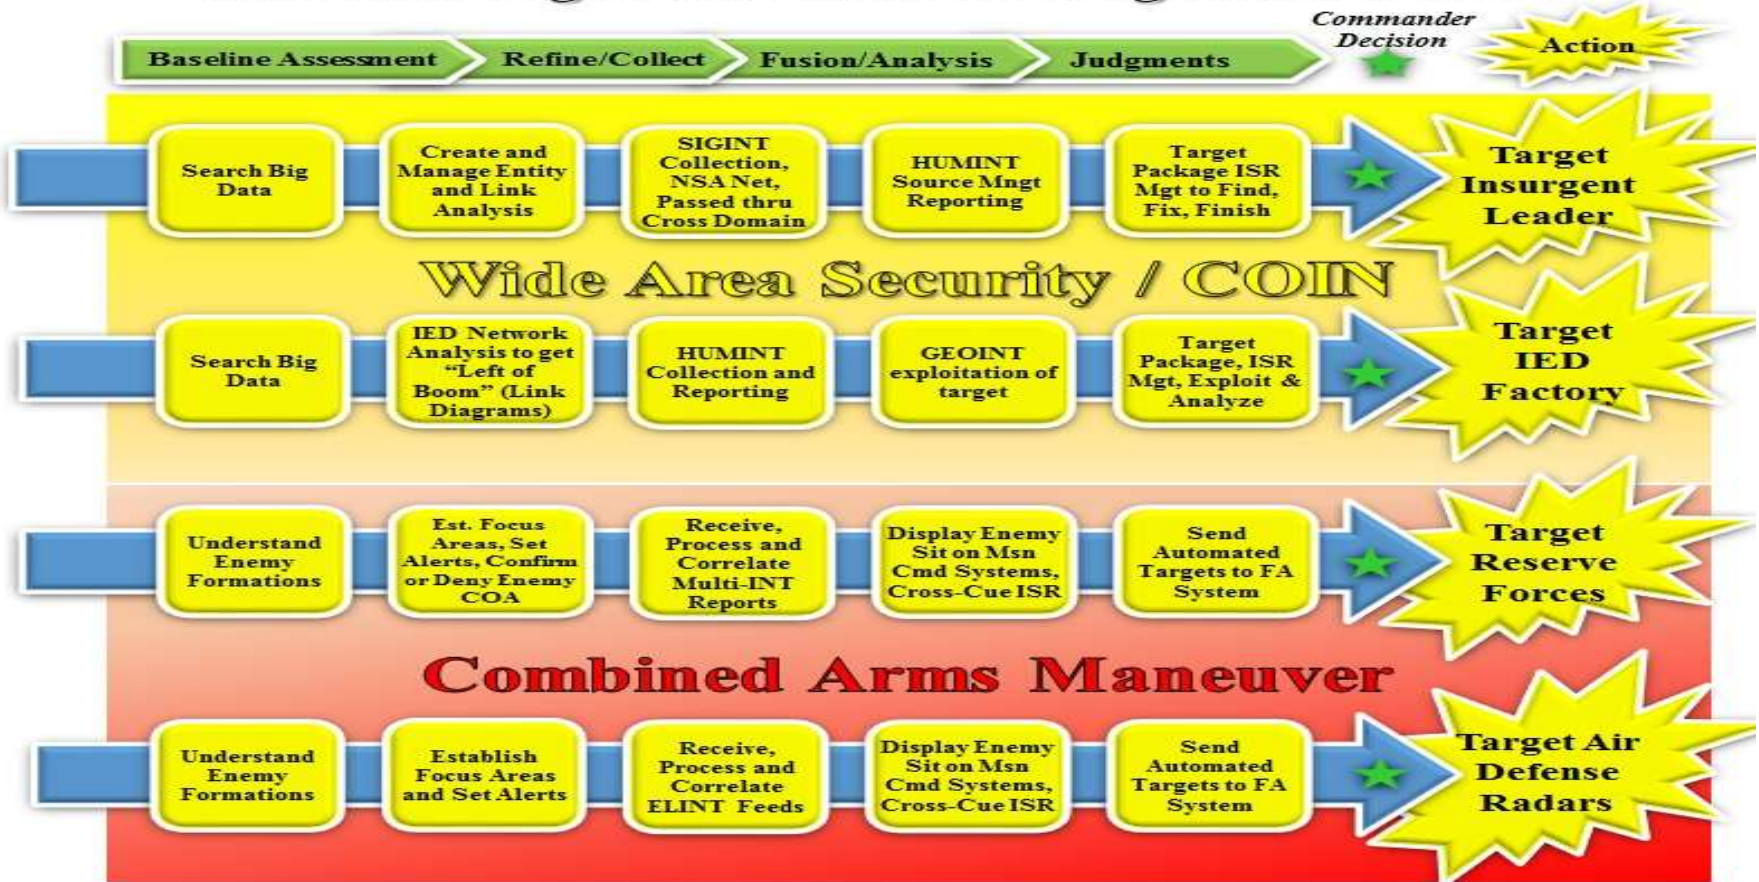 Commander
Decision
Action
Baseline Assessment
Refine/Collect
Fusion/Analysis
Judgments
Search Big
Data
Create and
Manage Entity
and Link
Analysis
SIGINT
Collection,
NSA Net,
Passed thru
Cross Domain
HUMINT
Source Mngt
Reporting
Target
Package ISR
Mgt to Find,
Fix, Finish
Target
Insurgent
Leader
Wide Area Security / COIN
Search Big
Data
IED Network
Analysis to get
“Left of
Boom” (Link
Diagrams)
HUMINT
Collection and
Reporting
GEOINT
exploitation of
target
Target
Package, ISR
Mgt, Exploit &
Analyze
Target
IED
Factory
Understand
Enemy
Formations
Est. Focus
Areas, Set
Alerts, Confirm
or Deny Enemy
COA
Receive,
Process and
Correlate
Multi-INT
Reports
Display Enemy
Sit on Msn
Cmd Systems,
Cross-Cue ISR
Send
Automated
Targets to FA
System
Target
Reserve
Forces
Combined Arms Maneuver
Understand
Enemy
Formations
Establish
Focus Areas
and Set Alerts
Receive,
Process and
Correlate
ELINT Feeds
Display Enemy
Sit on Msn
Cmd Systems,
Cross-Cue ISR
Send
Automated
Targets to FA
System
Target Air
Defense
Radars